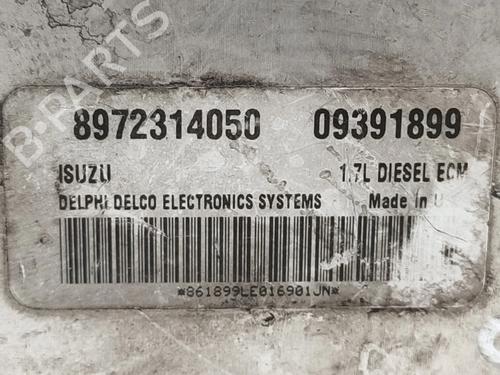 B-PARTS
8972314050 09391899
ISUZU 1.7L DIESEL ECM
DELPHI DELCO ELECTRONICS SYSTEMS Made in
*861899LE016901JN*